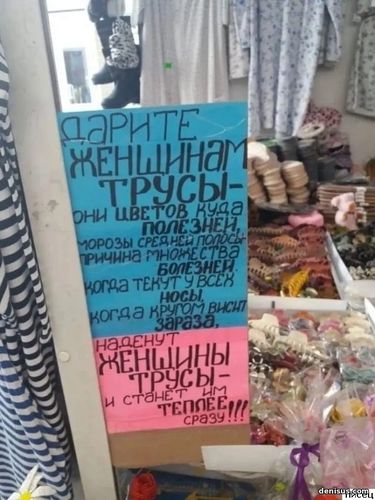 ДАРИТЕ
ЖЕНЩИНАМ
ТРУСЫ-
ОНИ ЦВЕТОВ КУДА
ПОЛЕЗНЕЙ.
МОРОЗЫ СРЕДНЕЙ ПОЛОСЫ-
ПРИЧИНА МНОЖЕСТВА
БОЛЕЗНЕЙ.
КОГДА ТЕКУТ У ВСЕХ
НОСЫ,
КОГДА КРУГОМ ВИСИТ
ЗАРАЗА,
НАДЕНУТ
ЖЕНЩИНЫ
ТРУСЫ-
И СТАНЕТ ИМ
ТЕПЛЕЕ
СРАЗУ!!!
denisus.com